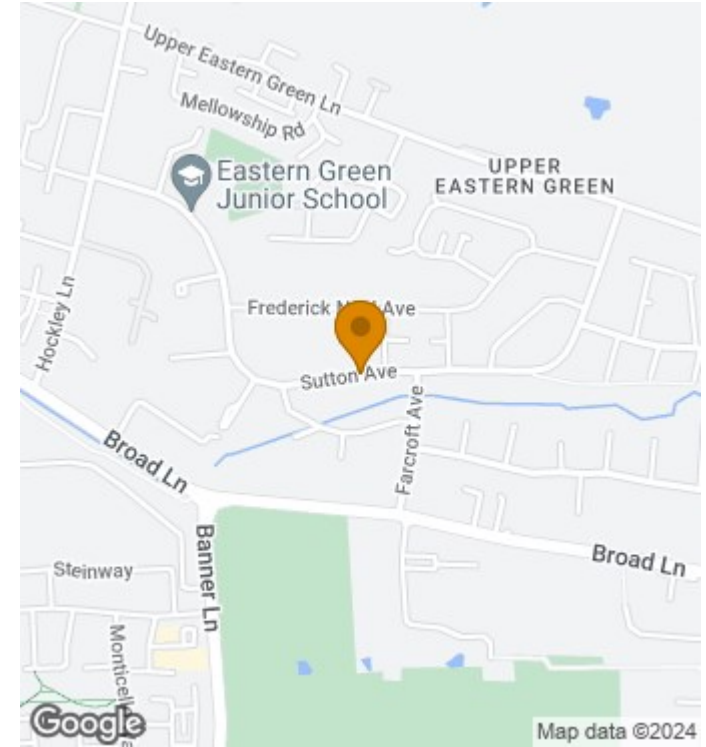 Upper Eastern Green Ln
Mellowship Rd
Eastern Green
Junior School
UPPER
EASTERN GREEN
Hockley Ln
Frederick
Ave
Sutton Ave
Farcroft Ave
Broad Ln
Banner Ln
Broad Ln
Steinway
Google
Map data ©2024